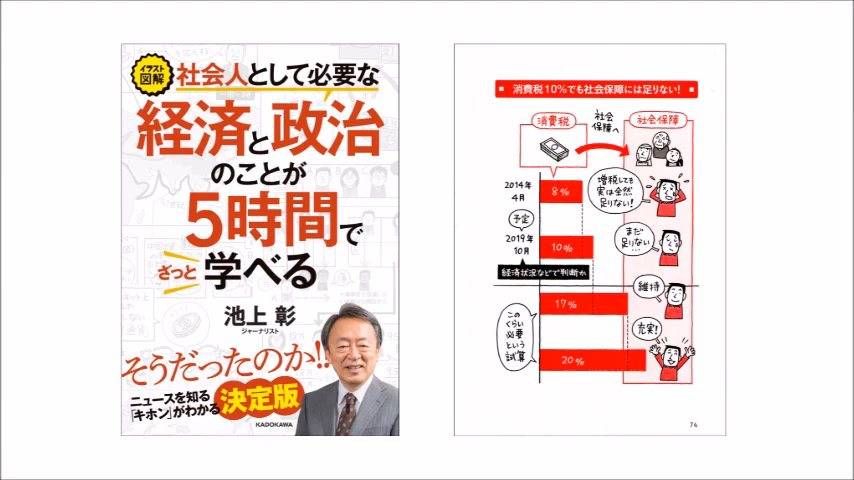 イラスト
図解
社会人として必要な
経済と政治
のことが
5時間で
ざっと学べる
池上 彰
ジャーナリスト
そうだったのか!!
ニュースを知る
「キホン」がわかる
決定版
KADOKAWA
消費税10%でも社会保障には足りない!
消費税
社会
保障へ
社会保障
2014年
4月
8%
増税しても
実は全然
足りない!
予定
2019年
10月
10%
まだ
足りない…
経済状況などで判断か
17%
維持
この
くらい
必要
という
試算
20%
充実!
74